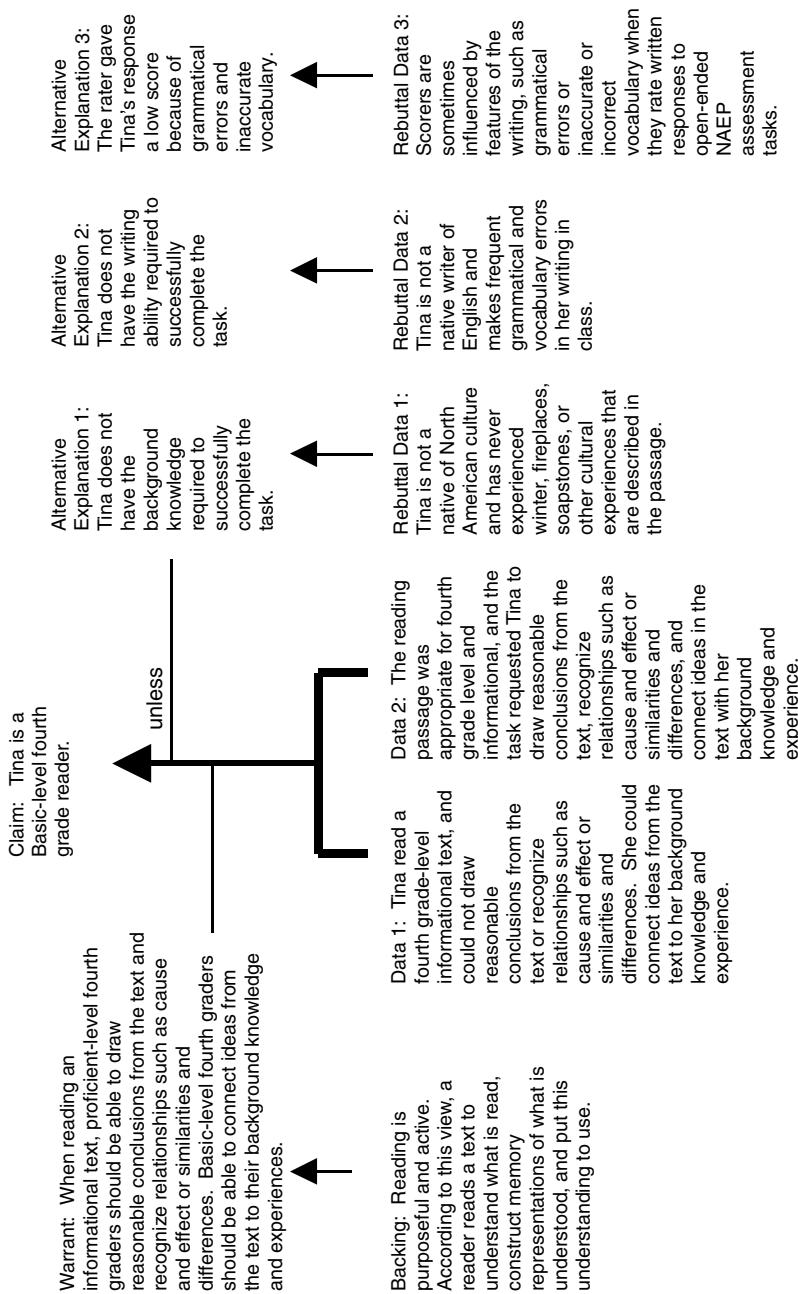 Claim: Tina is a
Basic-level fourth
grade reader.
Warrant: When reading an
informational text, proficient-level fourth
graders should be able to draw
reasonable conclusions from the text and
recognize relationships such as cause
and effect or similarities and
differences. Basic-level fourth graders
should be able to connect ideas from
the text to their background knowledge
and experiences.
unless
Alternative
Explanation 1:
Tina does not
have the
background
knowledge
required to
successfully
complete the
task.
Alternative
Explanation 2:
Tina does not
have the writing
ability required to
successfully
complete the
task.
Alternative
Explanation 3:
The rater gave
Tina's response
a low score
because of
grammatical
errors and
inaccurate
vocabulary.
Backing: Reading is
purposeful and active.
According to this view, a
reader reads a text to
understand what is read,
construct memory
representations of what is
understood, and put this
understanding to use.
Data 1: Tina read a
fourth grade-level
informational text, and
could not draw
reasonable
conclusions from the
text or recognize
relationships such as
cause and effect or
similarities and
differences. She could
connect ideas from the
text to her background
knowledge and
experience.
Data 2: The reading
passage was
appropriate for fourth
grade level and
informational, and the
task requested Tina to
draw reasonable
conclusions from the
text, recognize
relationships such as
cause and effect or
similarities and
differences, and
connect ideas in the
text with her
background
knowledge and
experience.
Rebuttal Data 1:
Tina is not a
native of North
American culture
and has never
experienced
winter, fireplaces,
soapstones, or
other cultural
experiences that
are described in
the passage.
Rebuttal Data 2:
Tina is not a
native writer of
English and
makes frequent
grammatical and
vocabulary errors
in her writing in
class.
Rebuttal Data 3:
Scorers are
sometimes
influenced by
features of the
writing, such as
grammatical
errors or
inaccurate or
incorrect
vocabulary when
they rate written
responses to
open-ended
NAEP
assessment
tasks.